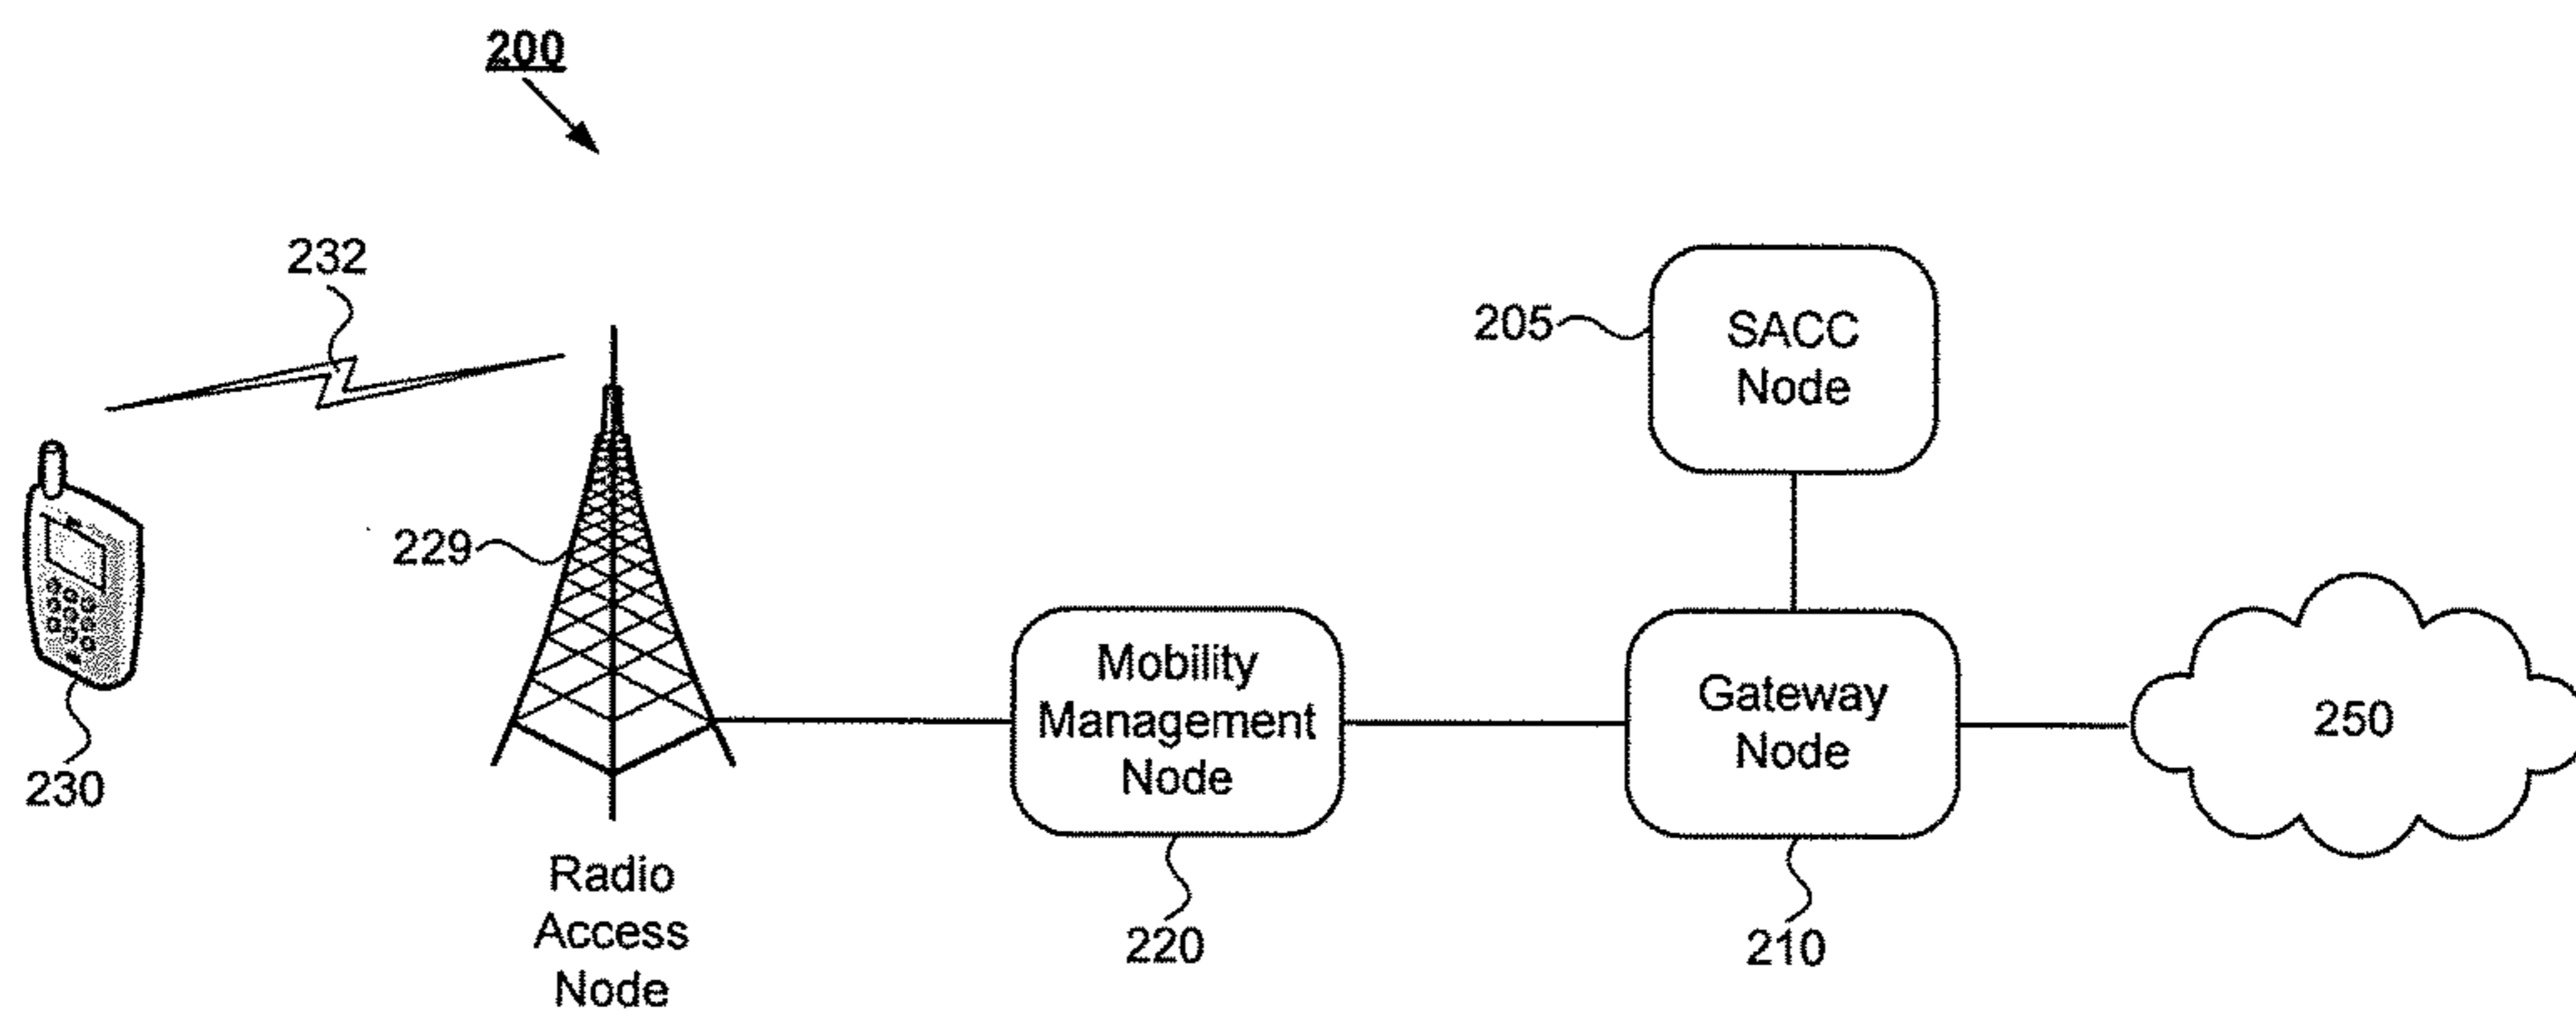 200
232
205
SACC
Node
229
Mobility
Management
Node
Gateway
Node
250
230
220
210
Radio
Access
Node